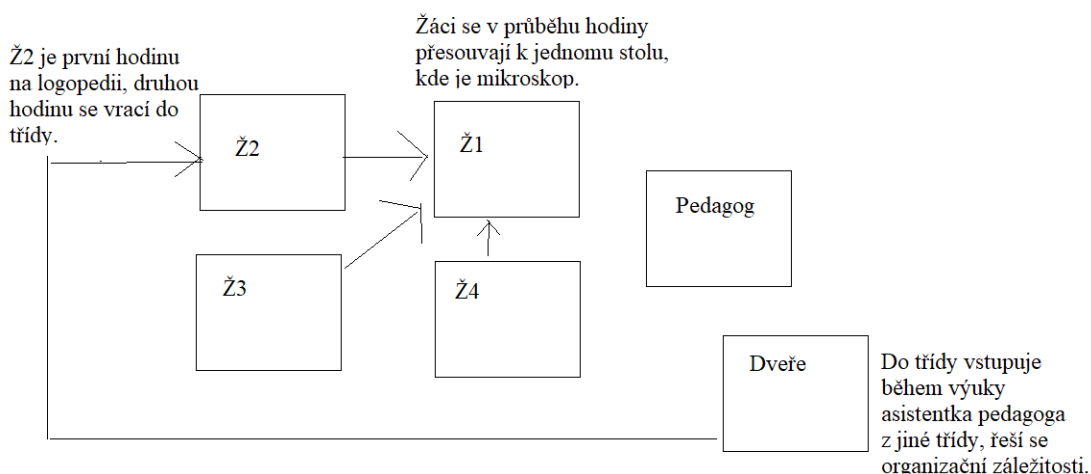 Žáci se v průběhu hodiny
přesouvají k jednomu stolu,
kde je mikroskop.
Ž2 je první hodinu
na logopedii, druhou
hodinu se vrací do
třídy.
Ž2
Ž1
Pedagog
Ž3
Ž4
Dveře
Do třídy vstupuje
během výuky
asistentka pedagoga
z jiné třídy, řeší se
organizační záležitosti.